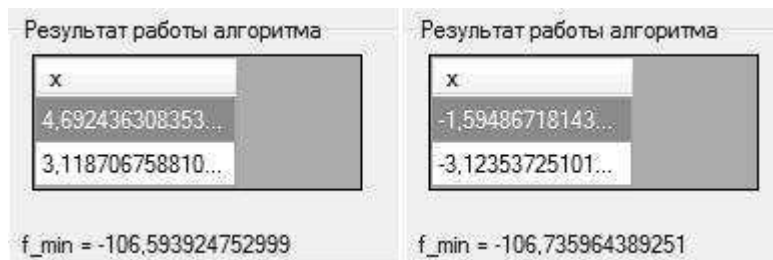 Результат работы алгоритма
x
4,692436308353...
3,118706758810...
f_min = -106,593924752999
Результат работы алгоритма
x
-1,59486718143...
-3,12353725101...
f_min = -106,735964389251